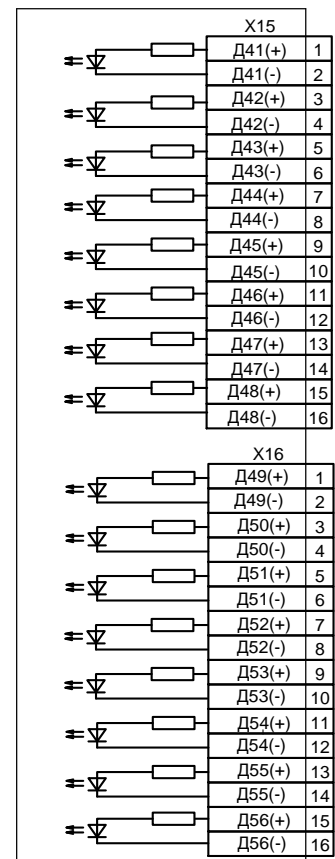 X15
Д41(+) 1
Д41(-) 2
Д42(+) 3
Д42(-) 4
Д43(+) 5
Д43(-) 6
Д44(+) 7
Д44(-) 8
Д45(+) 9
Д45(-) 10
Д46(+) 11
Д46(-) 12
Д47(+) 13
Д47(-) 14
Д48(+) 15
Д48(-) 16
X16
Д49(+) 1
Д49(-) 2
Д50(+) 3
Д50(-) 4
Д51(+) 5
Д51(-) 6
Д52(+) 7
Д52(-) 8
Д53(+) 9
Д53(-) 10
Д54(+) 11
Д54(-) 12
Д55(+) 13
Д55(-) 14
Д56(+) 15
Д56(-) 16